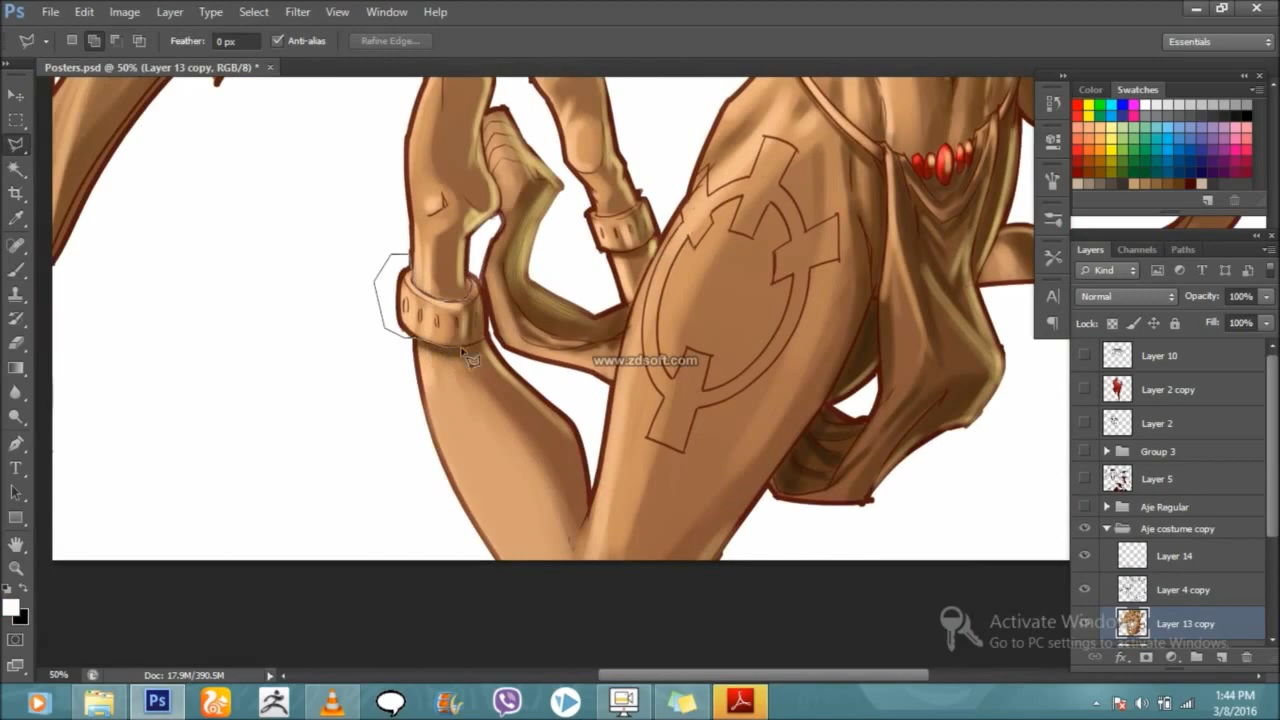 Ps File Edit Image Layer Type Select Filter View Window Help
Feather: 0 px Anti-alias Refine Edge... Essentials
Posters.psd @ 50% (Layer 13 copy, RGB/8) * ×
Color Swatches
www.zdsoft.com
Layers Channels Paths
Kind
Normal Opacity: 100%
Lock: Fill: 100%
Layer 10
Layer 2 copy
Layer 2
Group 3
Layer 5
Aje Regular
Aje costume copy
Layer 14
Layer 4 copy
Layer 13 copy
Activate Windows
Go to PC settings to activate Windows.
50% Doc: 17.9M/390.5M
Ps
1:44 PM
3/8/2016